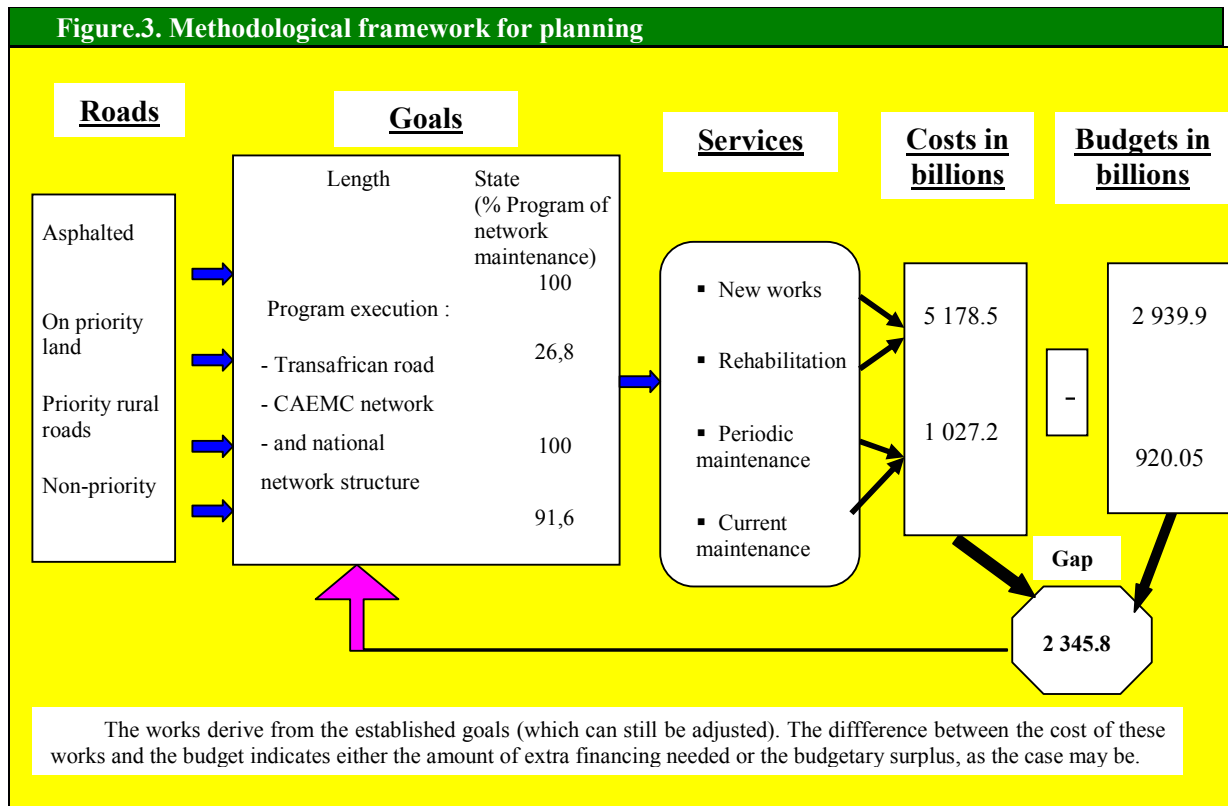 Figure.3. Methodological framework for planning
Roads
Goals
Services
Costs in
billions
Budgets in
billions
Asphalted
On priority
land
Priority rural
roads
Non-priority
Length
State
(% Program of
network
maintenance)
100
Program execution :
26,8
- Transafrican road
- CAEMC network
- and national
100
network structure
91,6
▪ New works
▪ Rehabilitation
▪ Periodic
maintenance
▪ Current
maintenance
5 178.5
1 027.2
-
2 939.9
920.05
Gap
2 345.8
The works derive from the established goals (which can still be adjusted). The diffference between the cost of these
works and the budget indicates either the amount of extra financing needed or the budgetary surplus, as the case may be.